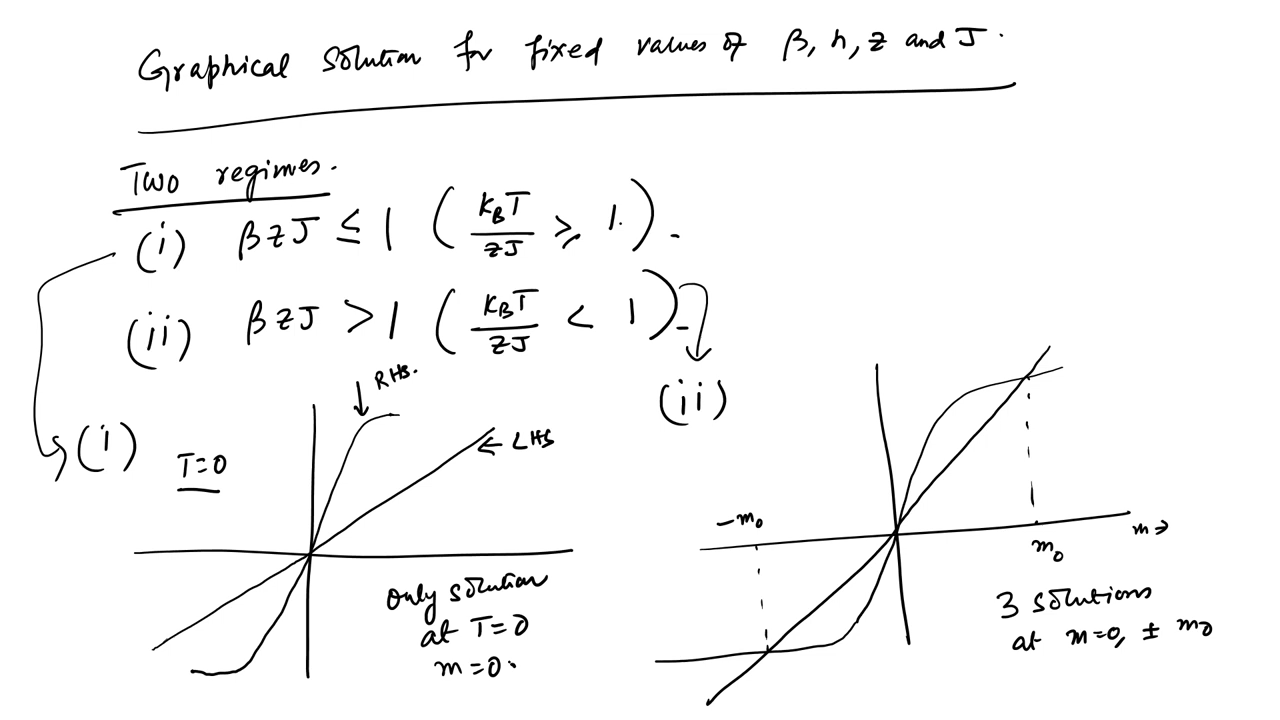 Graphical solution for fixed values of β, h, z and J.
Two regimes.
(i) βzJ ≤ 1 ( k_BT / zJ ≥ 1. ).
(ii) βzJ > 1 ( k_BT / zJ < 1 ).
(i)
T=0
RHS.
← LHS
Only solution
at T=0
m=0.
(ii)
-m₀
m₀
m→
3 solutions
at m=0, ± m₀